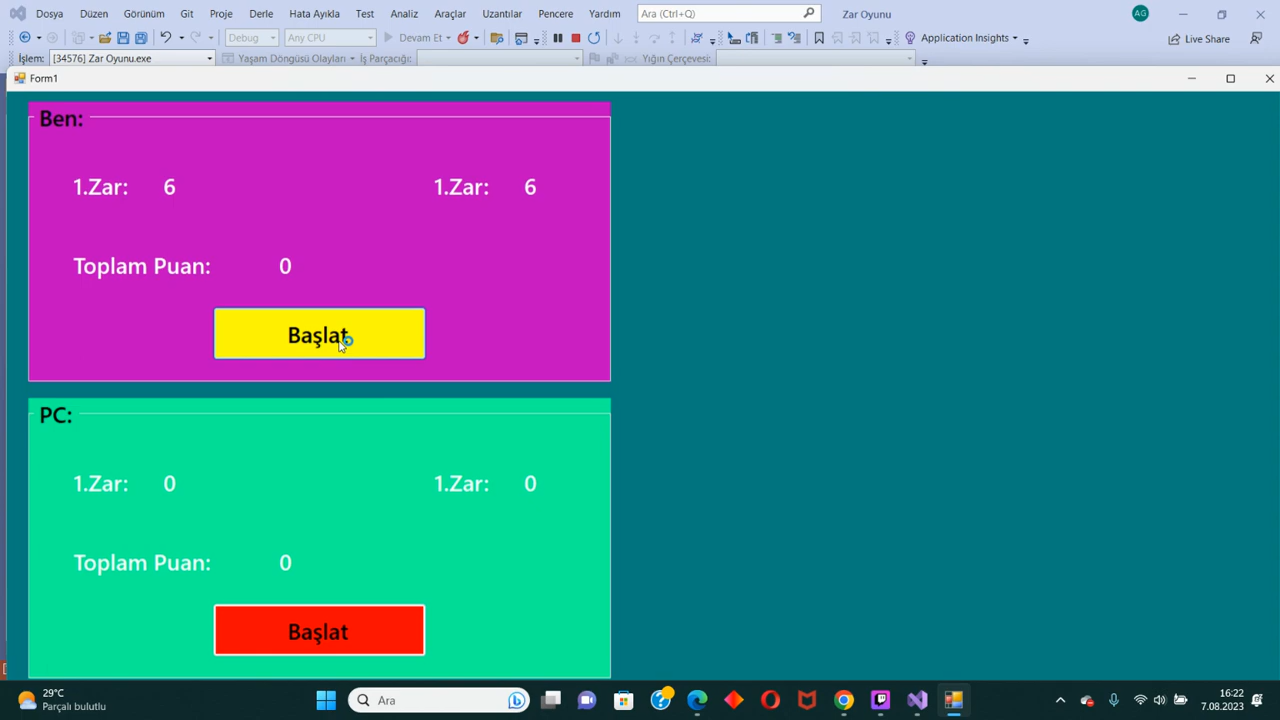 Dosya Düzen Görünüm Git Proje Derle Hata Ayıkla Test Analiz Araçlar Uzantılar Pencere Yardım Ara (Ctrl+Q) Zar Oyunu AG
Debug Any CPU Devam Et Application Insights Live Share
İşlem: [34576] Zar Oyunu.exe Yaşam Döngüsü Olayları İş Parçacığı: Yığın Çerçevesi:
Form1
Ben:
1.Zar: 6 1.Zar: 6
Toplam Puan: 0
Başlat
PC:
1.Zar: 0 1.Zar: 0
Toplam Puan: 0
Başlat
29°C
Parçalı bulutlu
Ara
16:22
7.08.2023